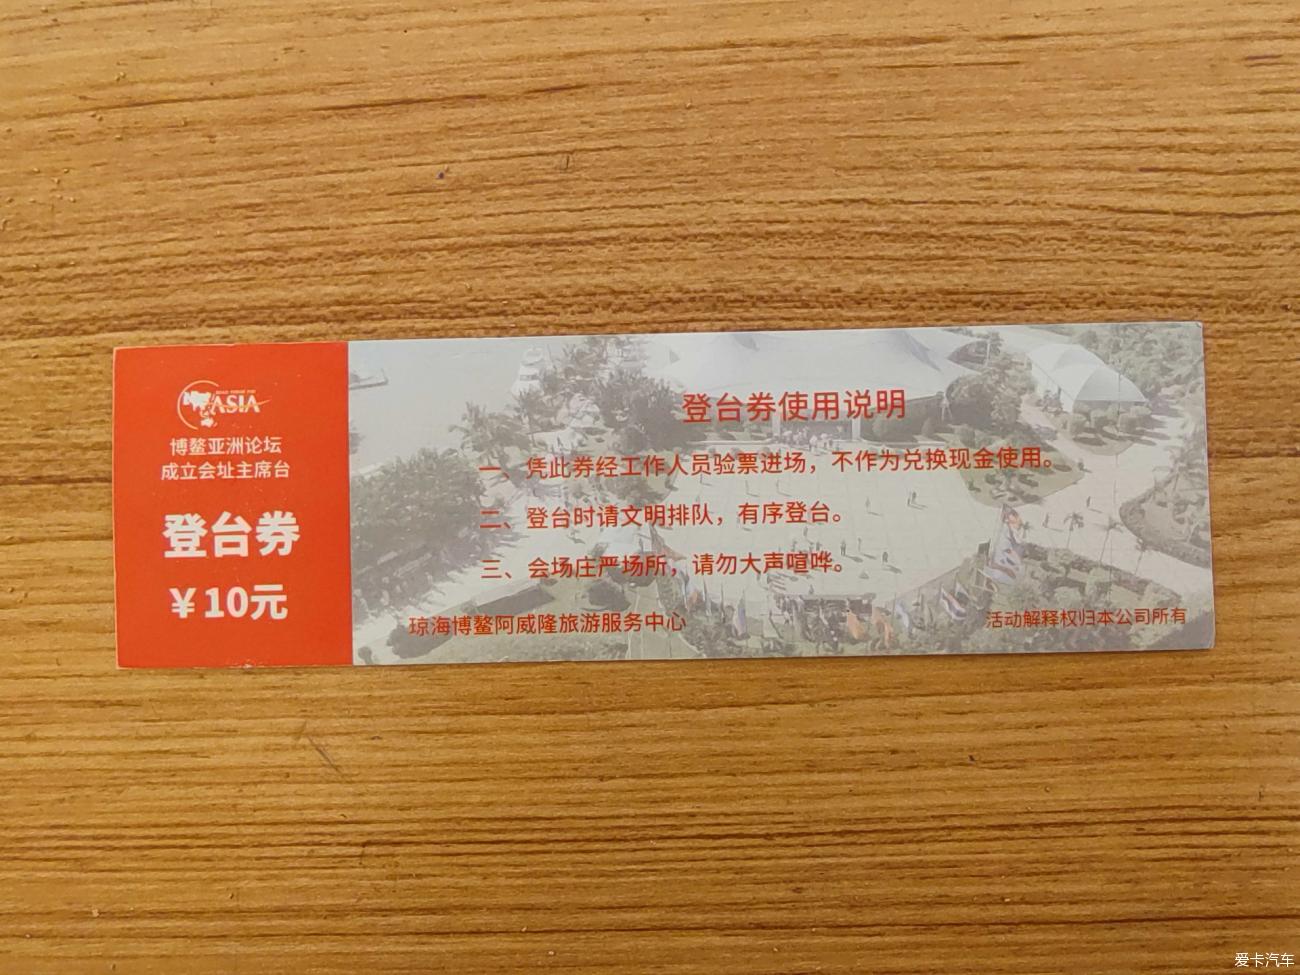 ASIA
博鳌亚洲论坛
成立会址主席台
登台券
￥10元
登台券使用说明
一、凭此券经工作人员验票进场，不作为兑换现金使用。
二、登台时请文明排队，有序登台。
三、会场庄严场所，请勿大声喧哗。
琼海博鳌阿威隆旅游服务中心
活动解释权归本公司所有
爱卡汽车